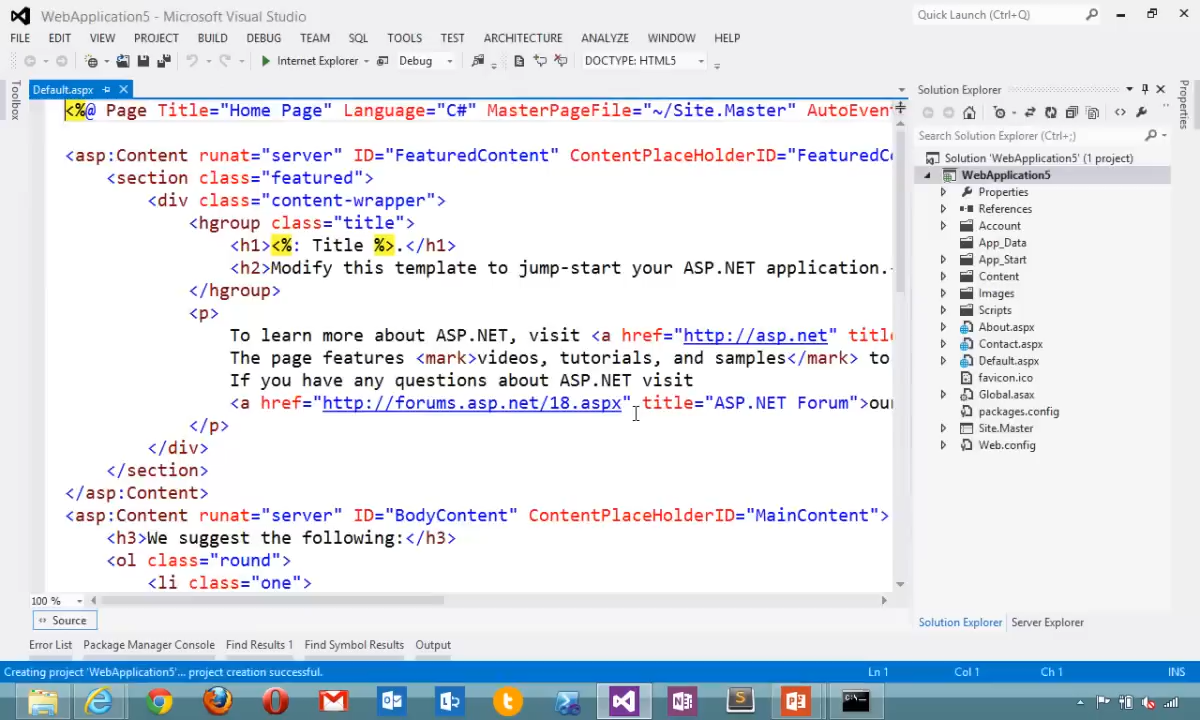 WebApplication5 - Microsoft Visual Studio
Quick Launch (Ctrl+Q)
FILE EDIT VIEW PROJECT BUILD DEBUG TEAM SQL TOOLS TEST ARCHITECTURE ANALYZE WINDOW HELP
Internet Explorer Debug DOCTYPE: HTML5
Toolbox
Default.aspx
<%@ Page Title="Home Page" Language="C#" MasterPageFile="~/Site.Master" AutoEven
<asp:Content runat="server" ID="FeaturedContent" ContentPlaceHolderID="FeaturedCo
<section class="featured">
<div class="content-wrapper">
<hgroup class="title">
<h1><%: Title %>.</h1>
<h2>Modify this template to jump-start your ASP.NET application.
</hgroup>
<p>
To learn more about ASP.NET, visit <a href="http://asp.net" title
The page features <mark>videos, tutorials, and samples</mark> to
If you have any questions about ASP.NET visit
<a href="http://forums.asp.net/18.aspx" title="ASP.NET Forum">ou
</p>
</div>
</section>
</asp:Content>
<asp:Content runat="server" ID="BodyContent" ContentPlaceHolderID="MainContent">
<h3>We suggest the following:</h3>
<ol class="round">
<li class="one">
100 %
Source
Error List Package Manager Console Find Results 1 Find Symbol Results Output
Solution Explorer
Search Solution Explorer (Ctrl+;)
Solution 'WebApplication5' (1 project)
WebApplication5
Properties
References
Account
App_Data
App_Start
Content
Images
Scripts
About.aspx
Contact.aspx
Default.aspx
favicon.ico
Global.asax
packages.config
Site.Master
Web.config
Solution Explorer Server Explorer
Properties
Creating project 'WebApplication5'... project creation successful. Ln 1 Col 1 Ch 1 INS